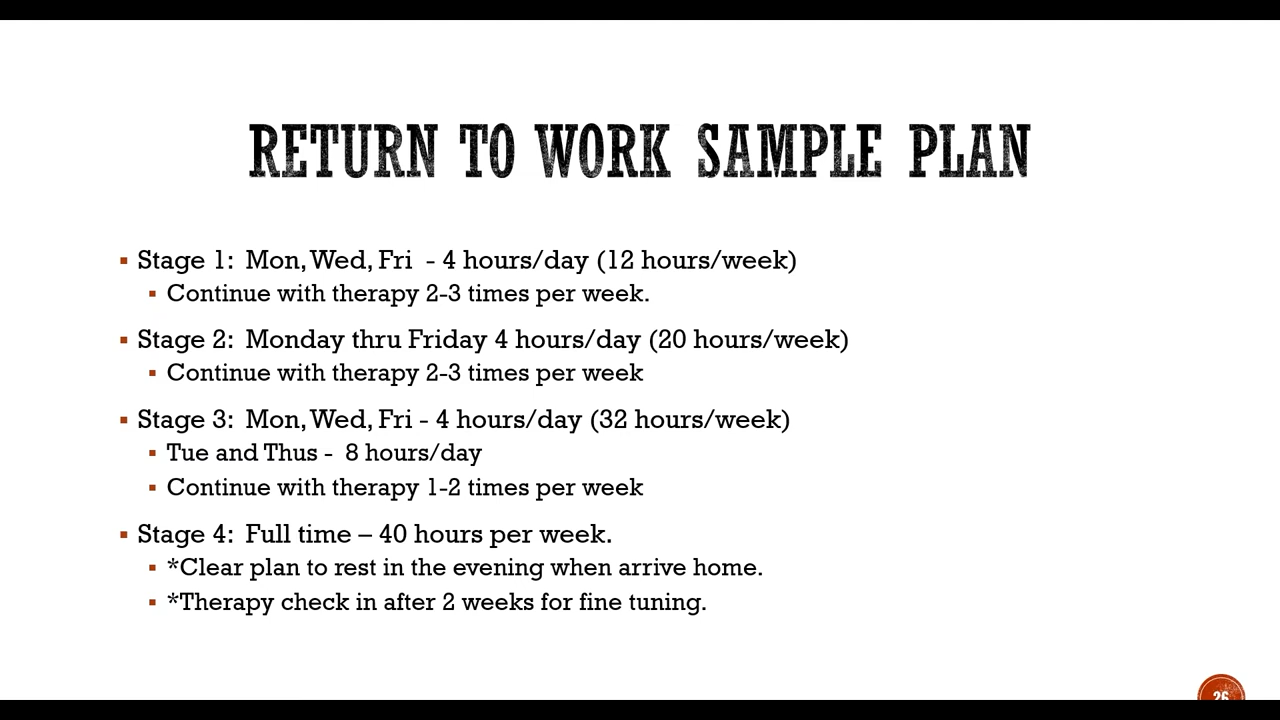 RETURN TO WORK SAMPLE PLAN
Stage 1: Mon, Wed, Fri - 4 hours/day (12 hours/week)
Continue with therapy 2-3 times per week.
Stage 2: Monday thru Friday 4 hours/day (20 hours/week)
Continue with therapy 2-3 times per week
Stage 3: Mon, Wed, Fri - 4 hours/day (32 hours/week)
Tue and Thus - 8 hours/day
Continue with therapy 1-2 times per week
Stage 4: Full time – 40 hours per week.
*Clear plan to rest in the evening when arrive home.
*Therapy check in after 2 weeks for fine tuning.
26